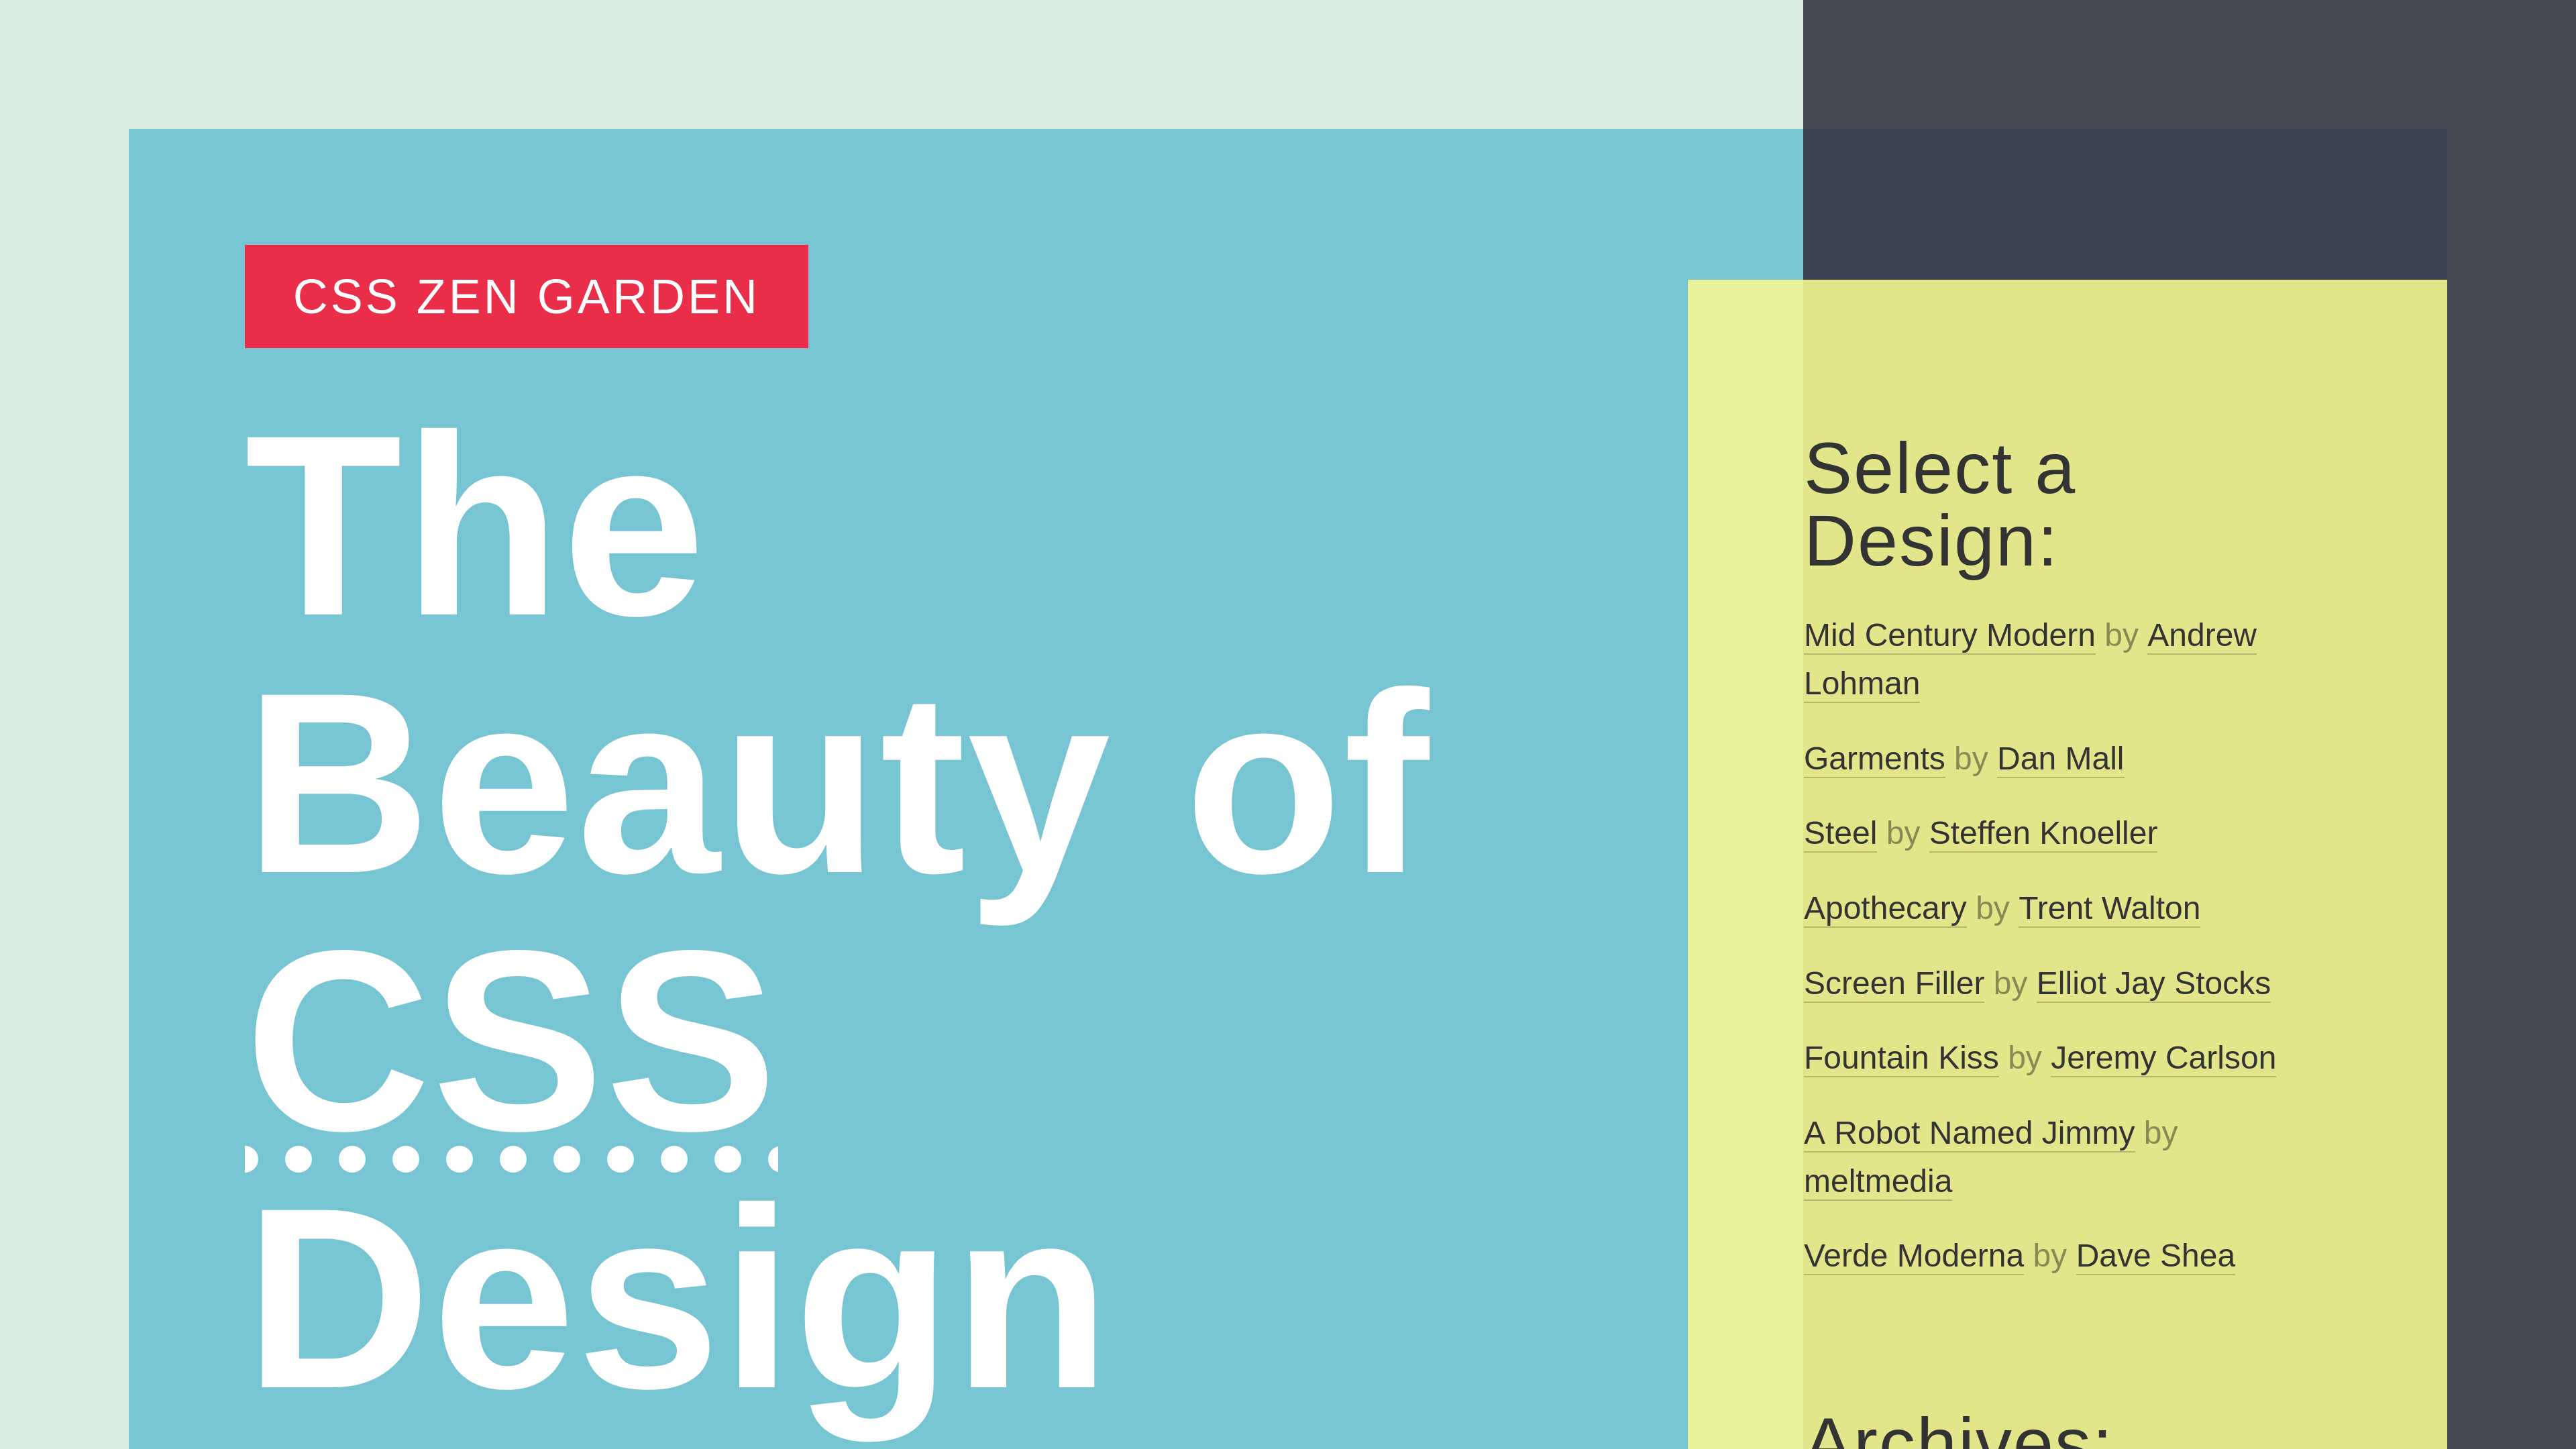 CSS ZEN GARDEN
The
Beauty of
CSS
Design
Select a
Design:
Mid Century Modern by Andrew
Lohman
Garments by Dan Mall
Steel by Steffen Knoeller
Apothecary by Trent Walton
Screen Filler by Elliot Jay Stocks
Fountain Kiss by Jeremy Carlson
A Robot Named Jimmy by
meltmedia
Verde Moderna by Dave Shea
Archives: